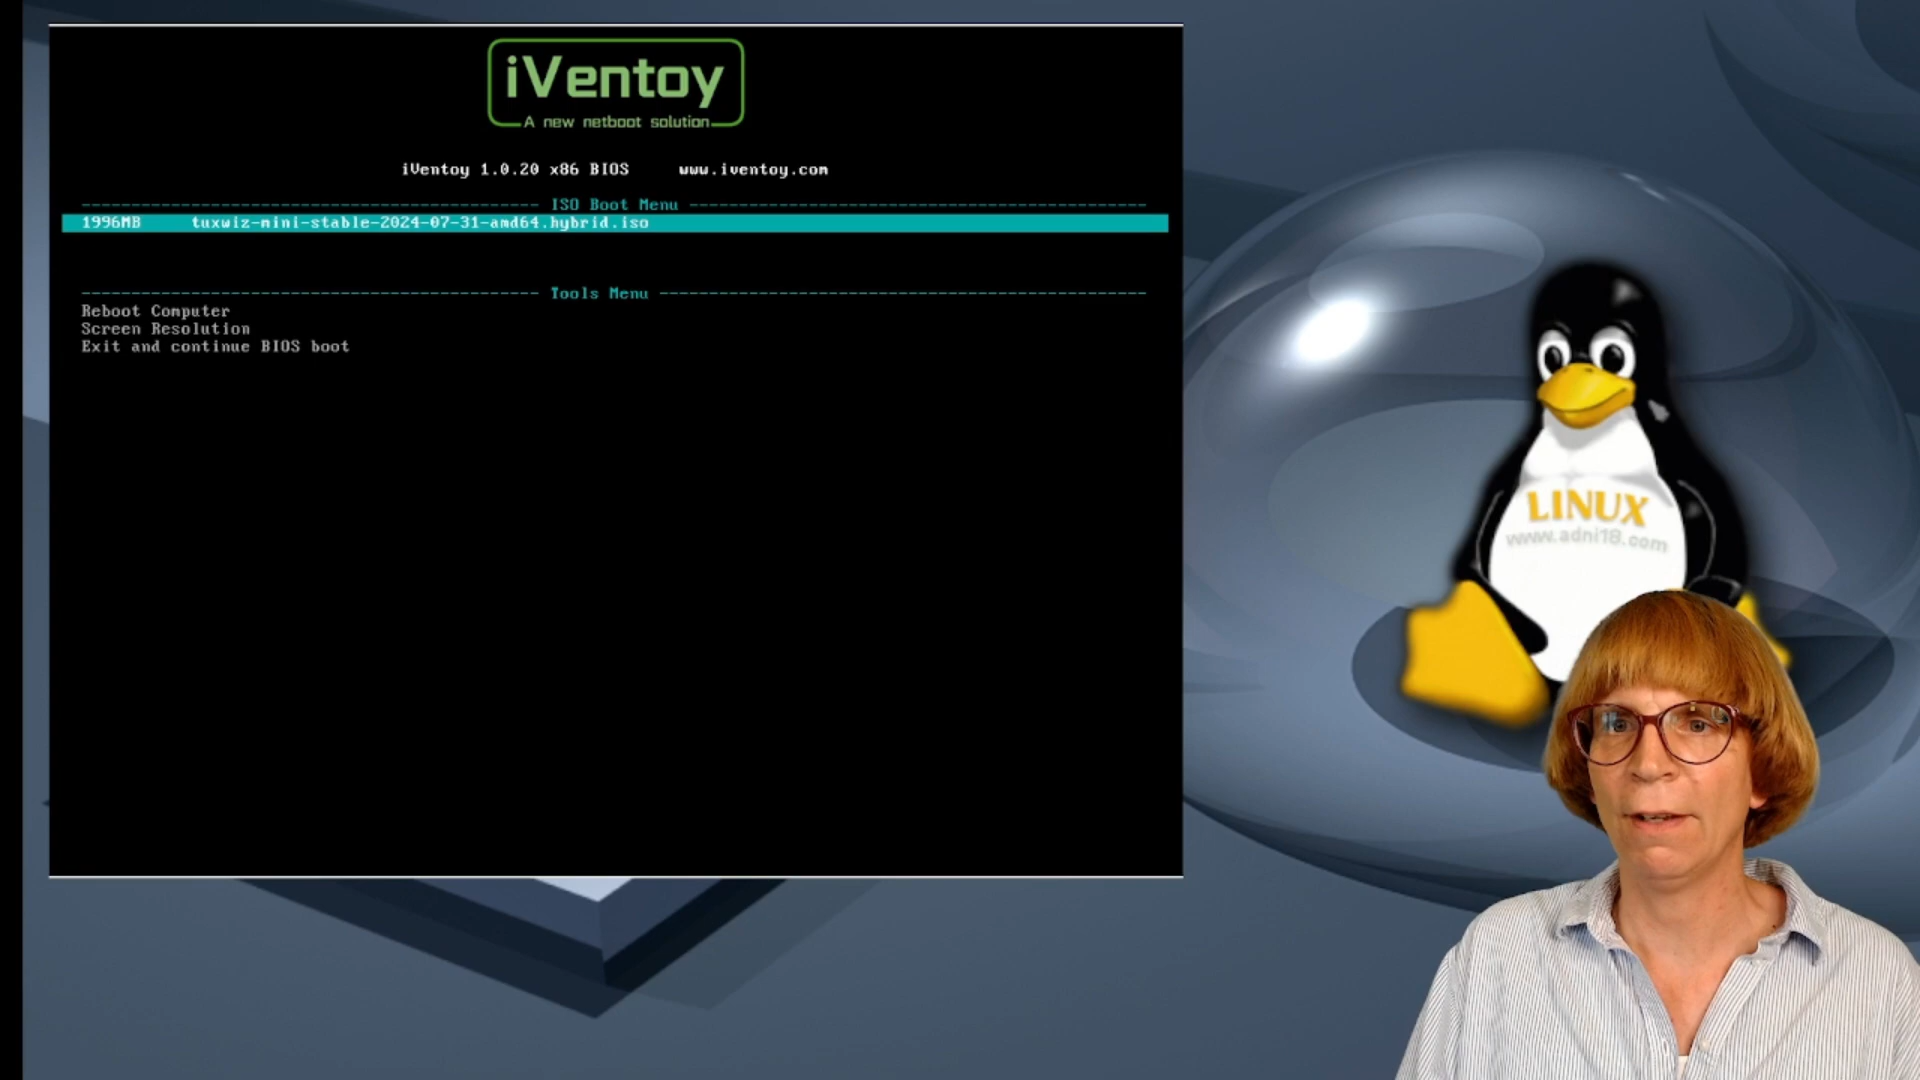 iVentoy
A new netboot solution
iVentoy 1.0.20 x86 BIOS www.iventoy.com
ISO Boot Menu
1996MB tuxwiz-mini-stable-2024-07-31-amd64.hybrid.iso
Tools Menu
Reboot Computer
Screen Resolution
Exit and continue BIOS boot
LINUX
www.adni18.com